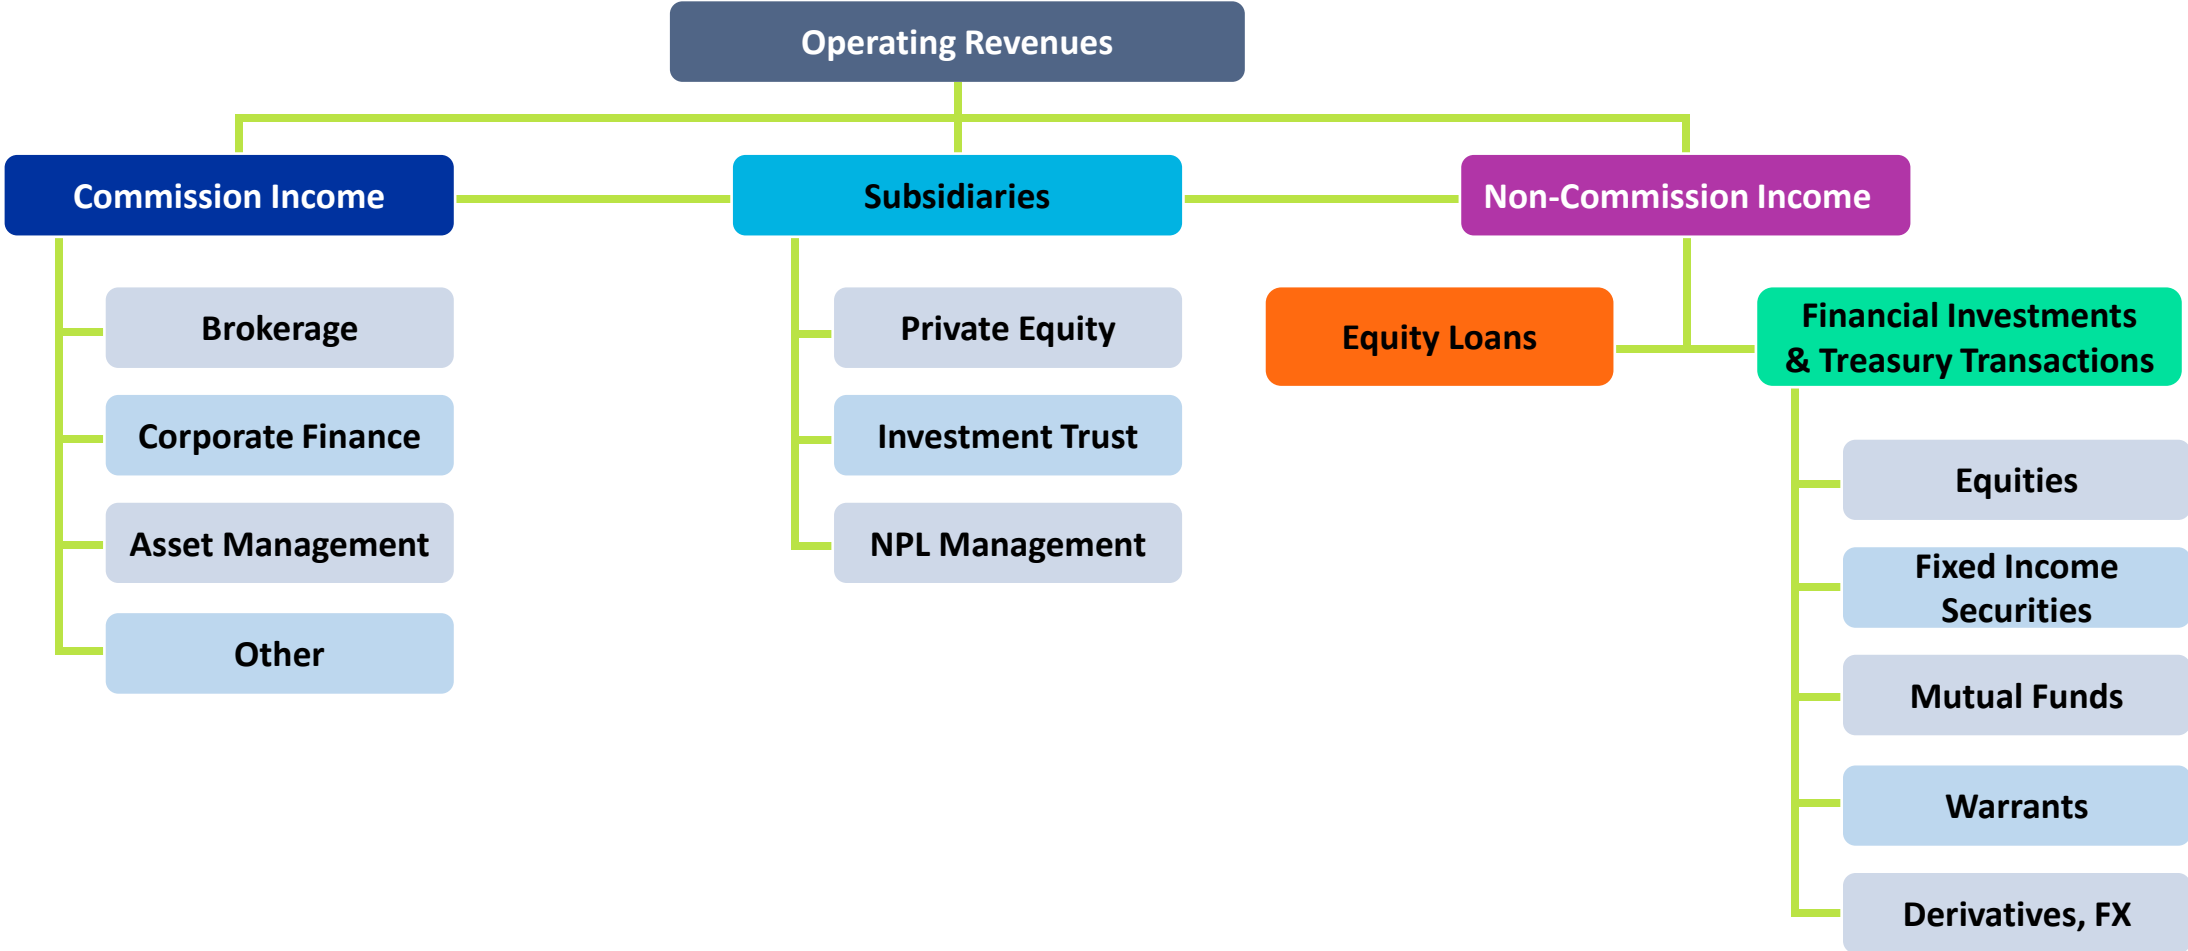 Operating Revenues
Commission Income
Subsidiaries
Non-Commission Income
Brokerage
Corporate Finance
Asset Management
Other
Private Equity
Investment Trust
NPL Management
Equity Loans
Financial Investments
& Treasury Transactions
Equities
Fixed Income
Securities
Mutual Funds
Warrants
Derivatives, FX